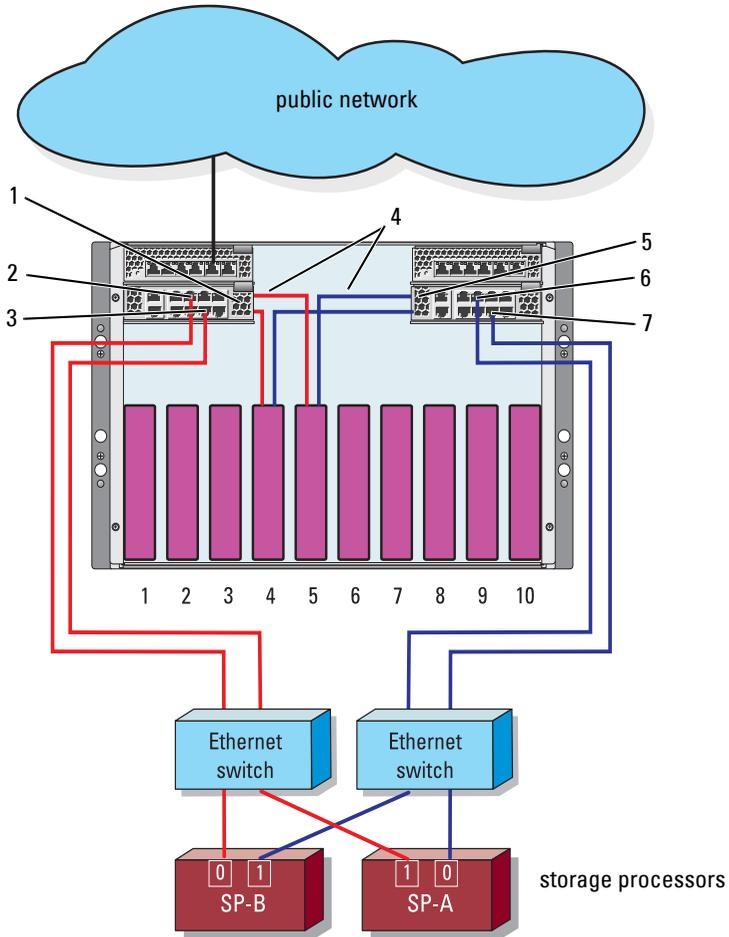 public network
1
2
3
4
5
6
7
1 2 3 4 5 6 7 8 9 10
Ethernet
switch
Ethernet
switch
0 1
SP-B
1 0
SP-A
storage processors